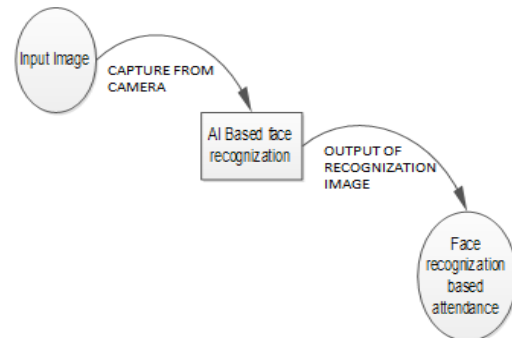 Input Image
CAPTURE FROM
CAMERA
AI Based face
recognization
OUTPUT OF
RECOGNIZATION
IMAGE
Face
recognization
based
attendance